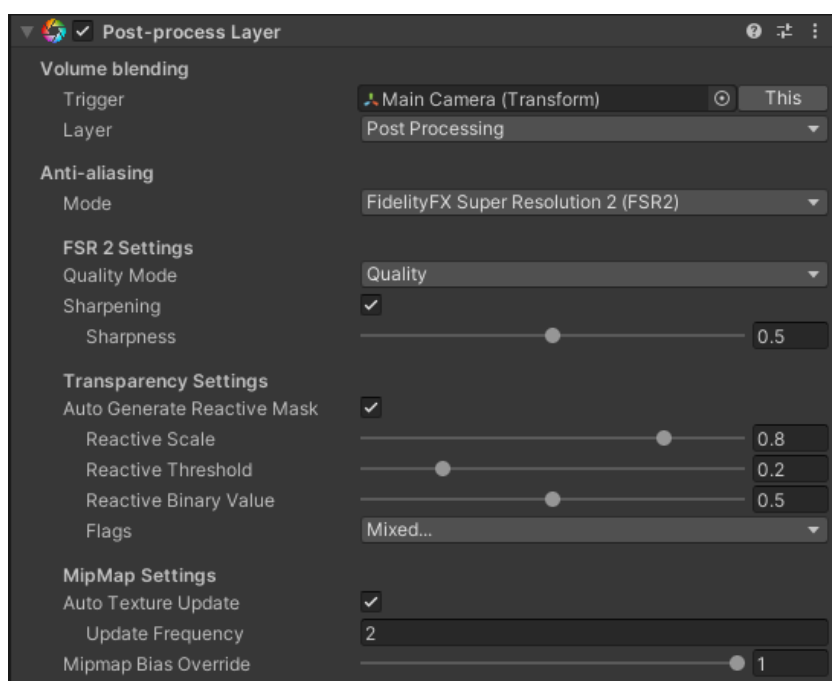 Post-process Layer
Volume blending
Trigger Main Camera (Transform) This
Layer Post Processing
Anti-aliasing
Mode FidelityFX Super Resolution 2 (FSR2)
FSR 2 Settings
Quality Mode Quality
Sharpening
Sharpness 0.5
Transparency Settings
Auto Generate Reactive Mask
Reactive Scale 0.8
Reactive Threshold 0.2
Reactive Binary Value 0.5
Flags Mixed...
MipMap Settings
Auto Texture Update
Update Frequency 2
Mipmap Bias Override 1